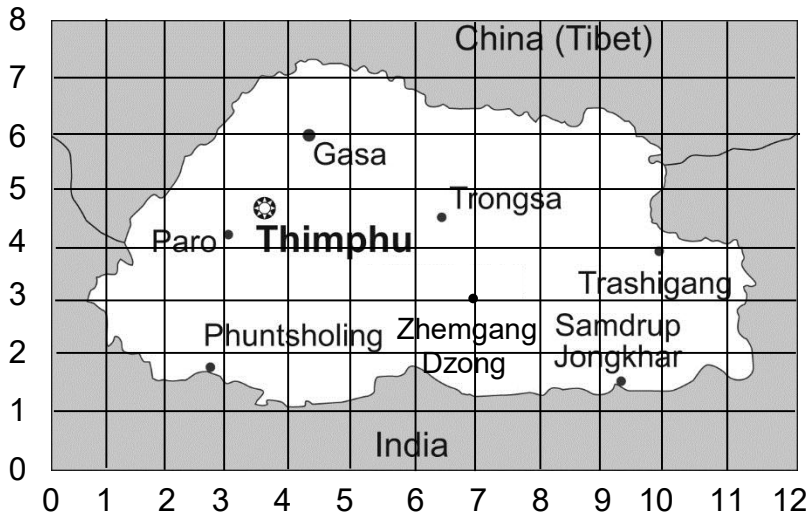 8
China (Tibet)
7
6
Gasa
5
Trongsa
Paro
Thimphu
4
Trashigang
3
Phuntsholing
Zhemgang
Dzong
Samdrup
Jongkhar
2
1
India
0
0 1 2 3 4 5 6 7 8 9 10 11 12